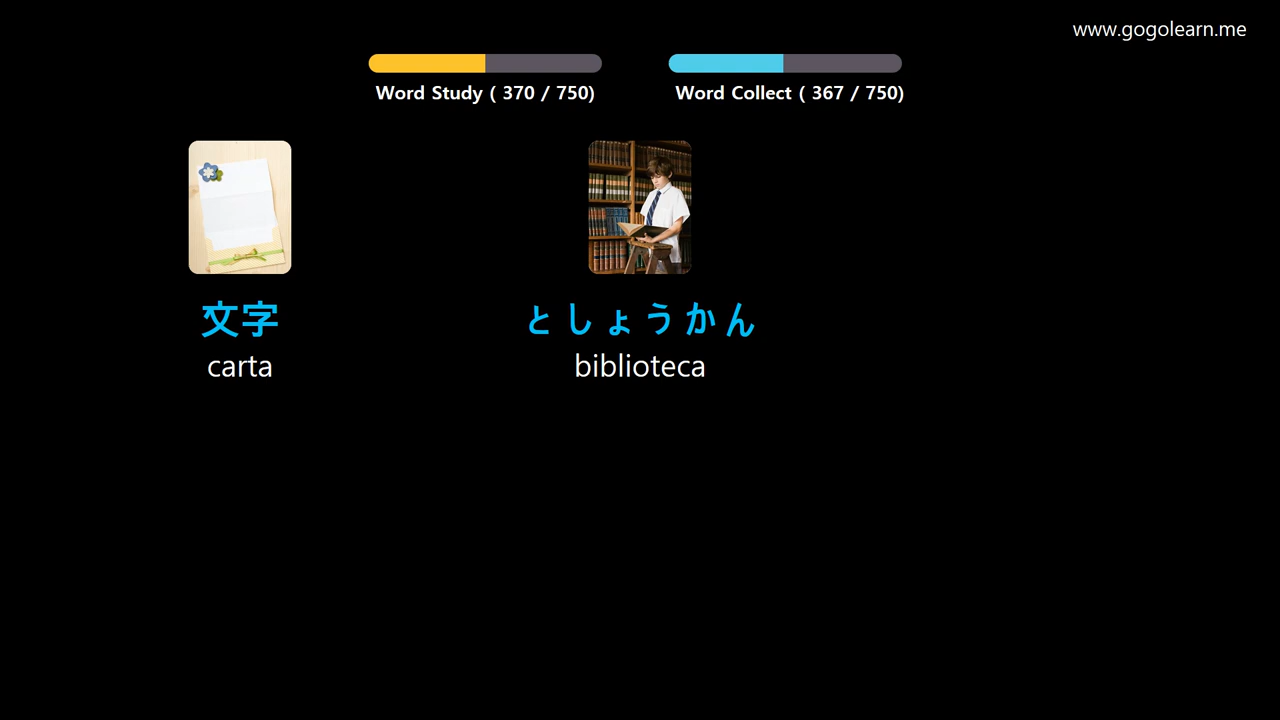 www.gogolearn.me
Word Study ( 370 / 750)
Word Collect ( 367 / 750)
文字
carta
としょうかん
biblioteca